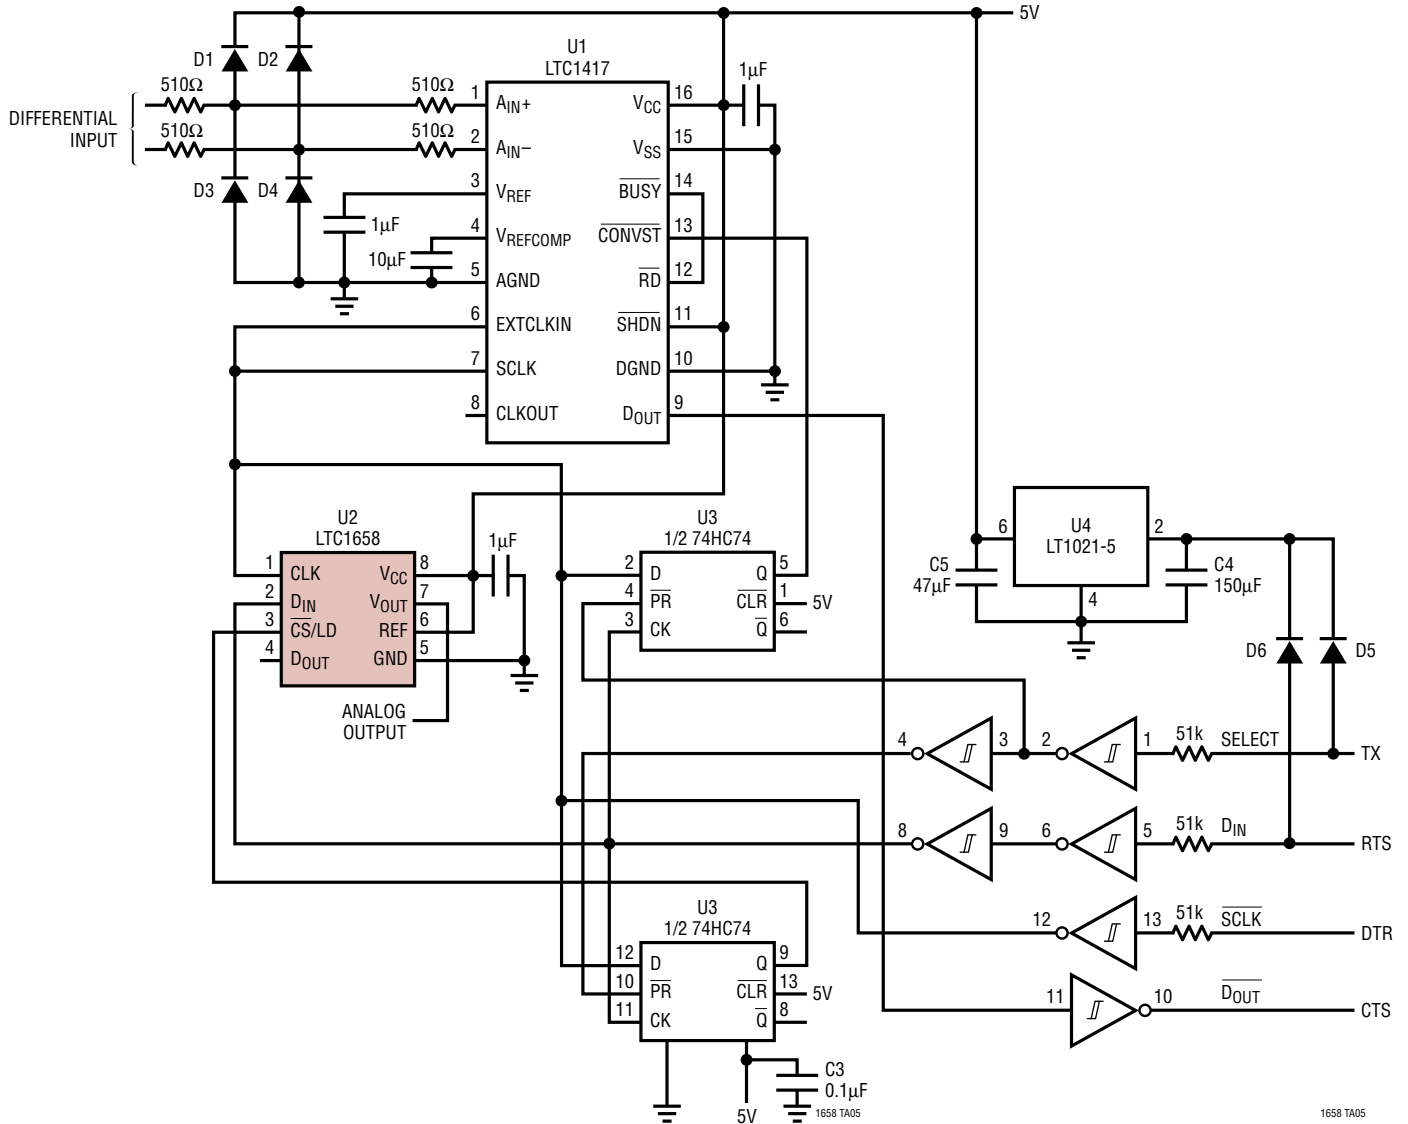 5V
D1
D2
U1
LTC1417
1µF
510Ω
510Ω
1
AIN+
VCC
16
DIFFERENTIAL
INPUT
510Ω
510Ω
2
AIN–
VSS
15
D3
D4
3
VREF
BUSY
14
1µF
4
VREFCOMP
CONVST
13
10µF
5
AGND
RD
12
6
EXTCLKIN
SHDN
11
7
SCLK
DGND
10
8
CLKOUT
DOUT
9
U2
LTC1658
1µF
1
CLK
VCC
8
2
DIN
VOUT
7
3
CS/LD
REF
6
4
DOUT
GND
5
ANALOG
OUTPUT
U3
1/2 74HC74
2
D
Q
5
4
PR
CLR
1
5V
3
CK
Q
6
6
U4
LT1021-5
2
4
C5
47µF
C4
150µF
D6
D5
4
3
2
1
51k
SELECT
TX
8
9
6
5
51k
DIN
RTS
12
13
51k
SCLK
DTR
11
10
DOUT
CTS
U3
1/2 74HC74
12
D
Q
9
10
PR
CLR
13
5V
11
CK
Q
8
C3
0.1µF
5V
1658 TA05
1658 TA05